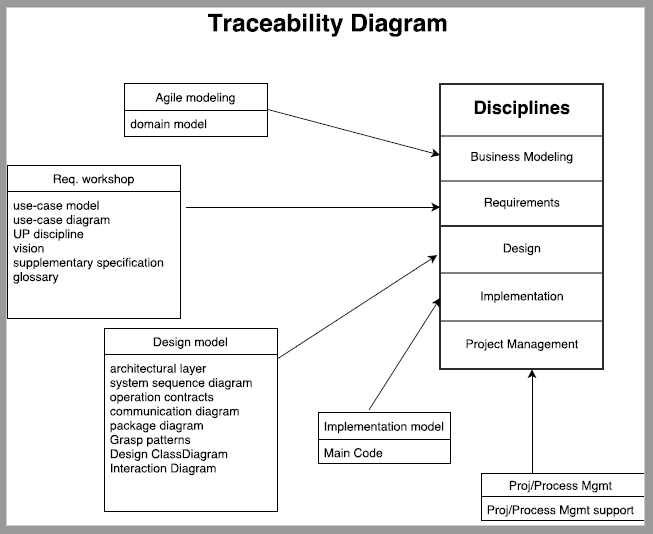 Traceability Diagram
Agile modeling
domain model
Disciplines
Business Modeling
Requirements
Design
Implementation
Project Management
Req. workshop
use-case model
use-case diagram
UP discipline
vision
supplementary specification
glossary
Design model
architectural layer
system sequence diagram
operation contracts
communication diagram
package diagram
Grasp patterns
Design ClassDiagram
Interaction Diagram
Implementation model
Main Code
Proj/Process Mgmt
Proj/Process Mgmt support